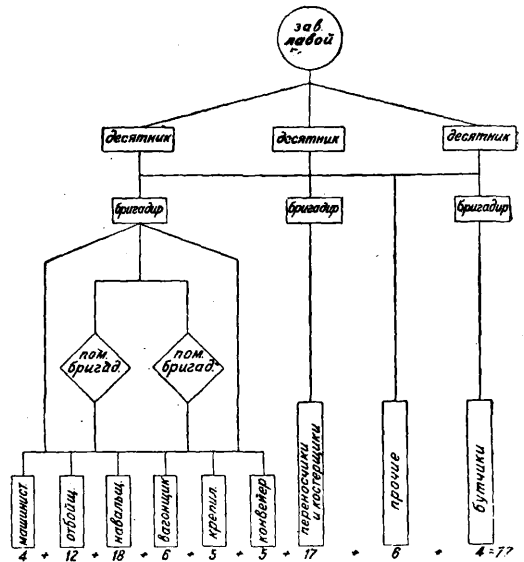 зав.
лавой
десятник
десятник
десятник
бригадир
бригадир
бригадир
пом.
бригад.
пом.
бригад.
машинист
отбойщ.
навальщ.
вагонщик
крепил.
конвейер
переносчики
и костерщики
прочие
бутчики
4 + 12 + 18 + 6 + 5 + 5 + 17 + 6 + 4 = 77